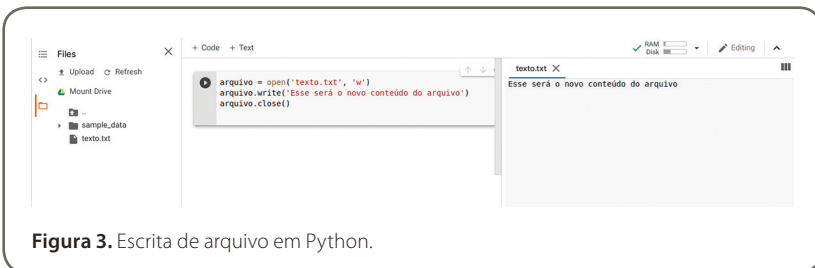 Files
Upload Refresh
Mount Drive
..
sample_data
texto.txt
+ Code + Text
arquivo = open('texto.txt', 'w')
arquivo.write('Esse será o novo conteúdo do arquivo')
arquivo.close()
RAM
Disk
Editing
texto.txt
Esse será o novo conteúdo do arquivo
Figura 3. Escrita de arquivo em Python.